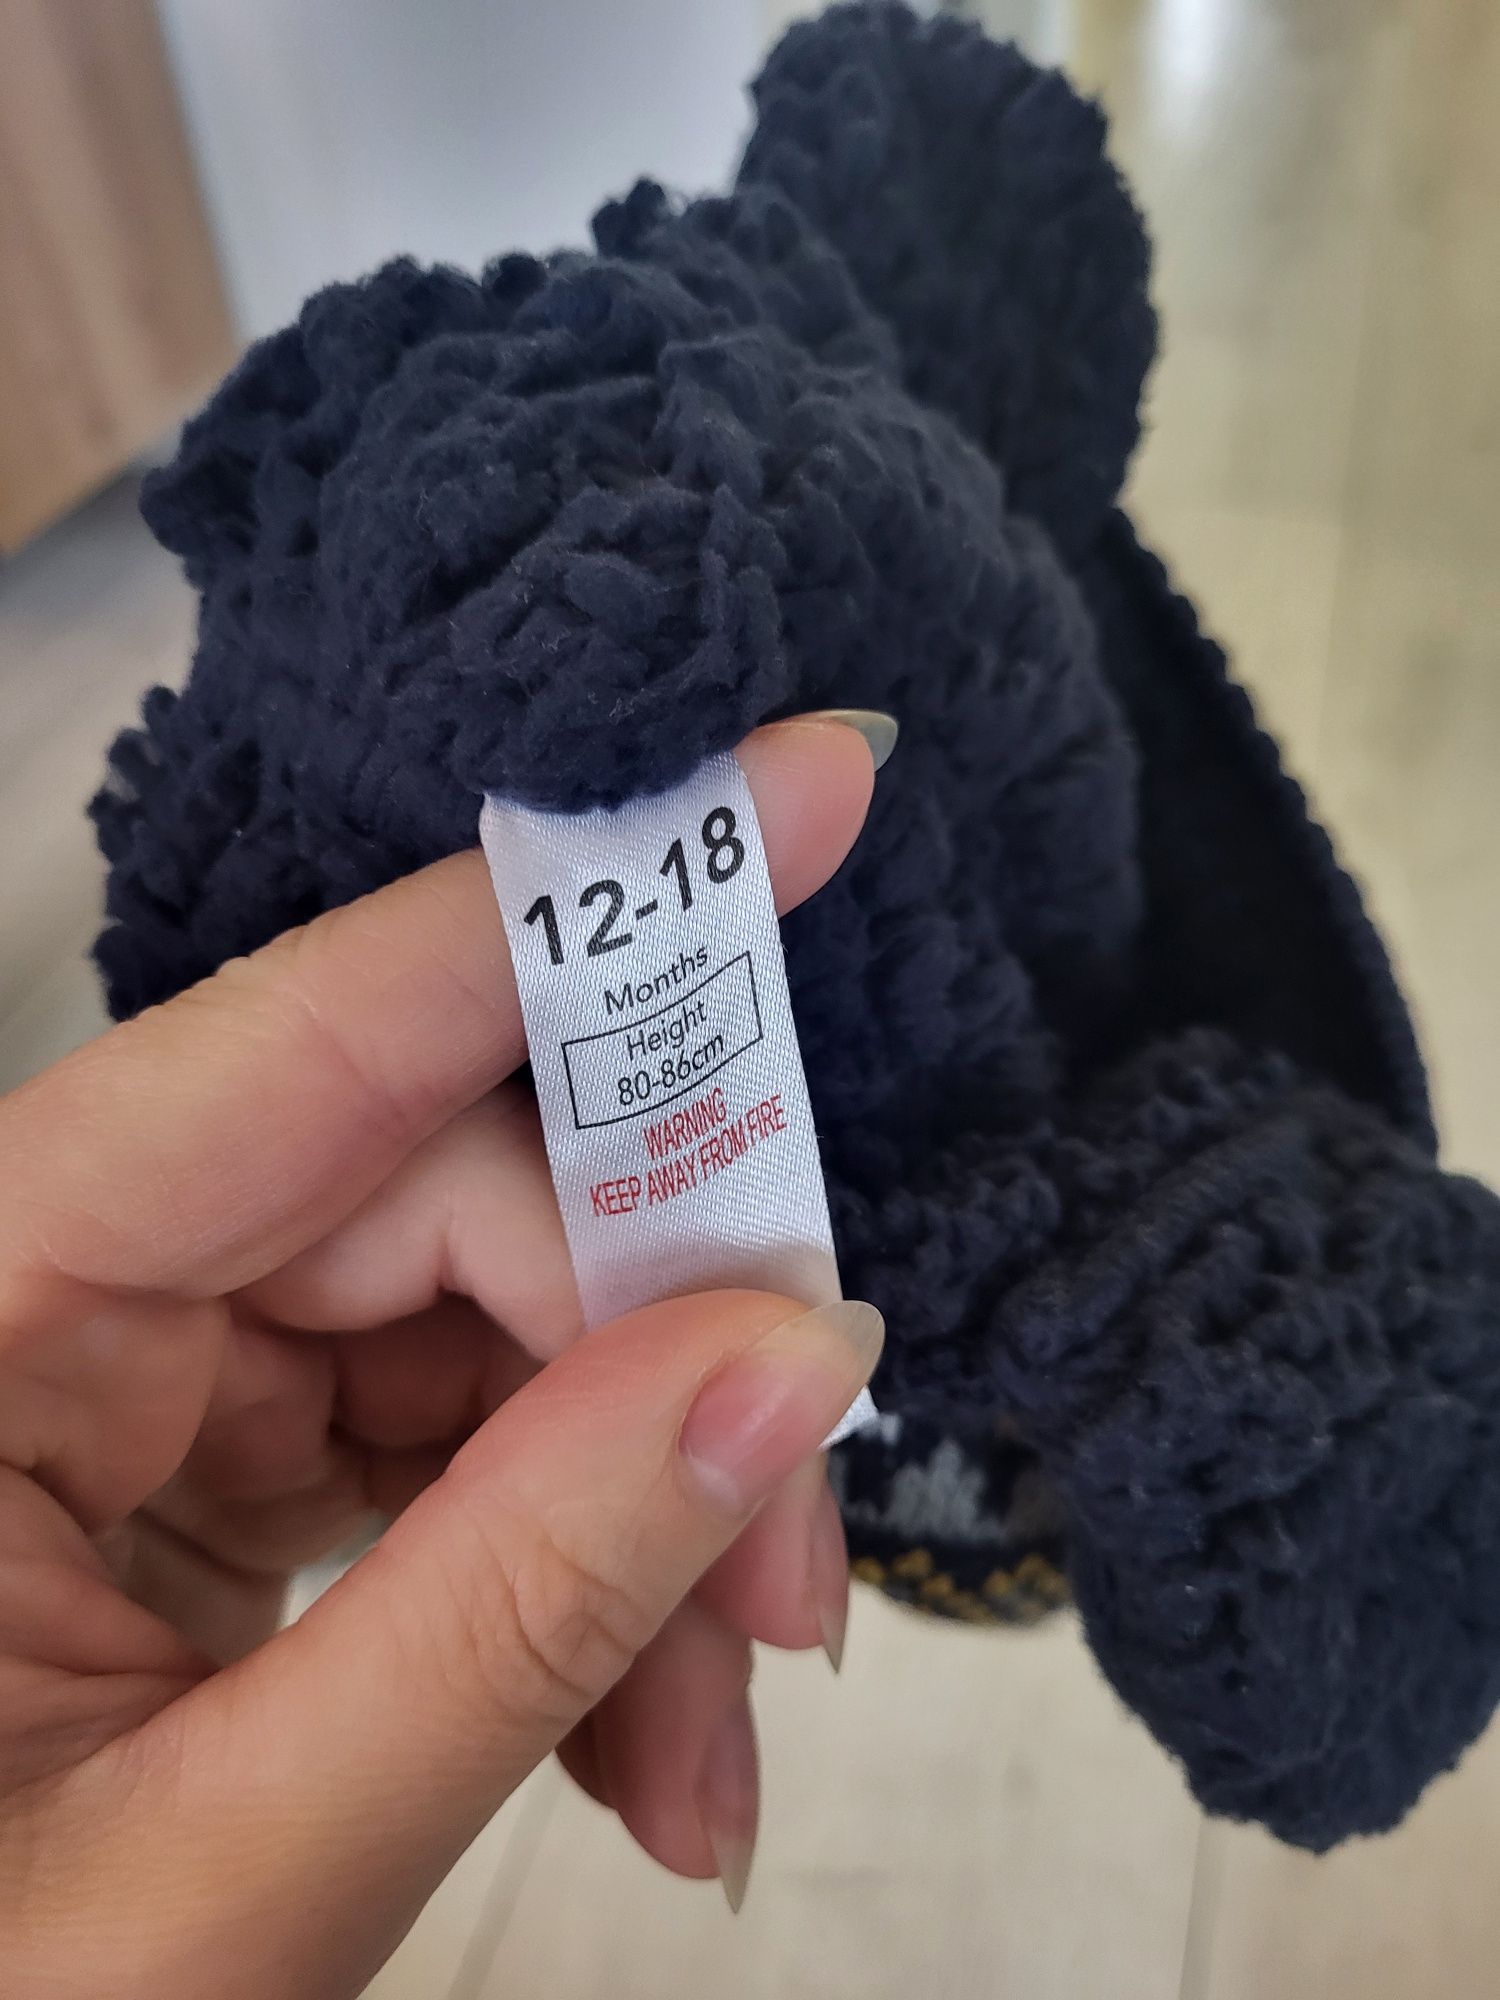 12-18
Months
Height
80-86cm
WARNING
KEEP AWAY FROM FIRE